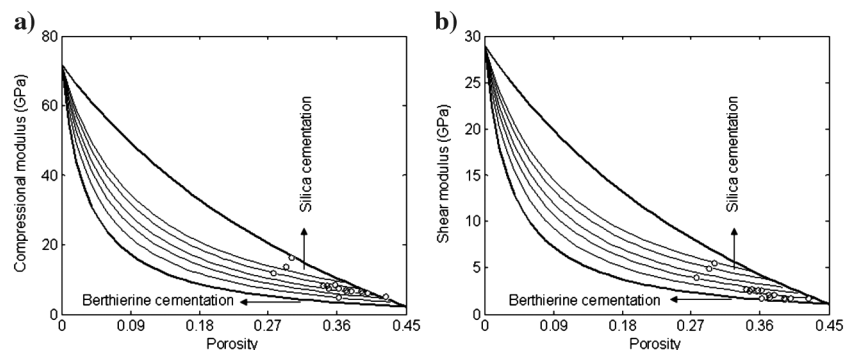 a)
80
60
40
20
0
Compressional modulus (GPa)
Silica cementation
Berthierine cementation
0 0.09 0.18 0.27 0.36 0.45
Porosity
b)
30
25
20
15
10
5
0
Shear modulus (GPa)
Silica cementation
Berthierine cementation
0 0.09 0.18 0.27 0.36 0.45
Porosity